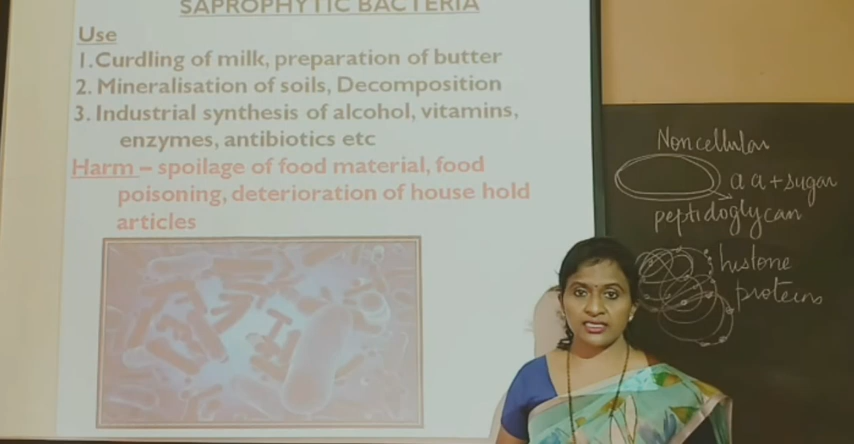 SAPROPHYTIC BACTERIA
Use
1.Curdling of milk, preparation of butter
2. Mineralisation of soils, Decomposition
3. Industrial synthesis of alcohol, vitamins,
enzymes, antibiotics etc
Harm – spoilage of food material, food
poisoning, deterioration of house hold
articles
Noncellular
a a + sugar
peptidoglycan
histone
proteins